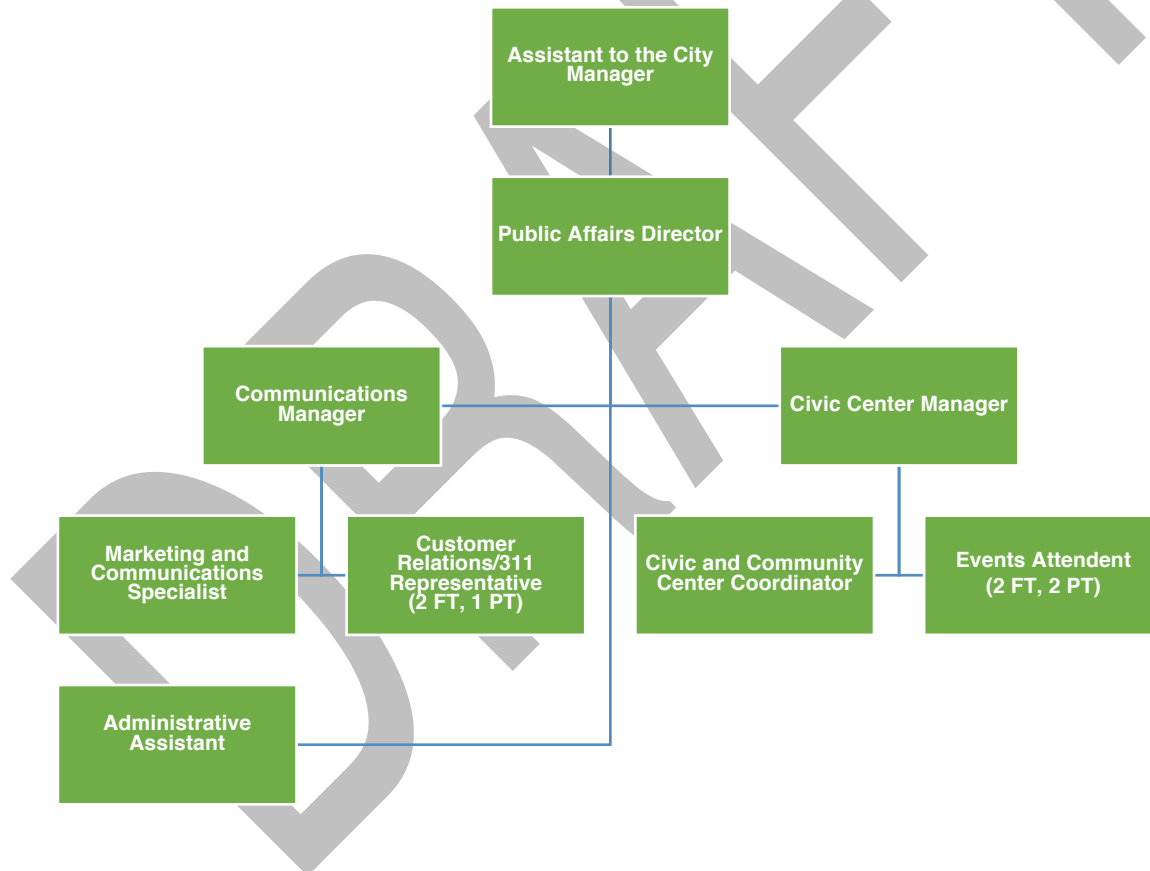 Assistant to the City
Manager
Public Affairs Director
Communications
Manager
Civic Center Manager
Marketing and
Communications
Specialist
Customer
Relations/311
Representative
(2 FT, 1 PT)
Civic and Community
Center Coordinator
Events Attendent
(2 FT, 2 PT)
Administrative
Assistant
DRAFT